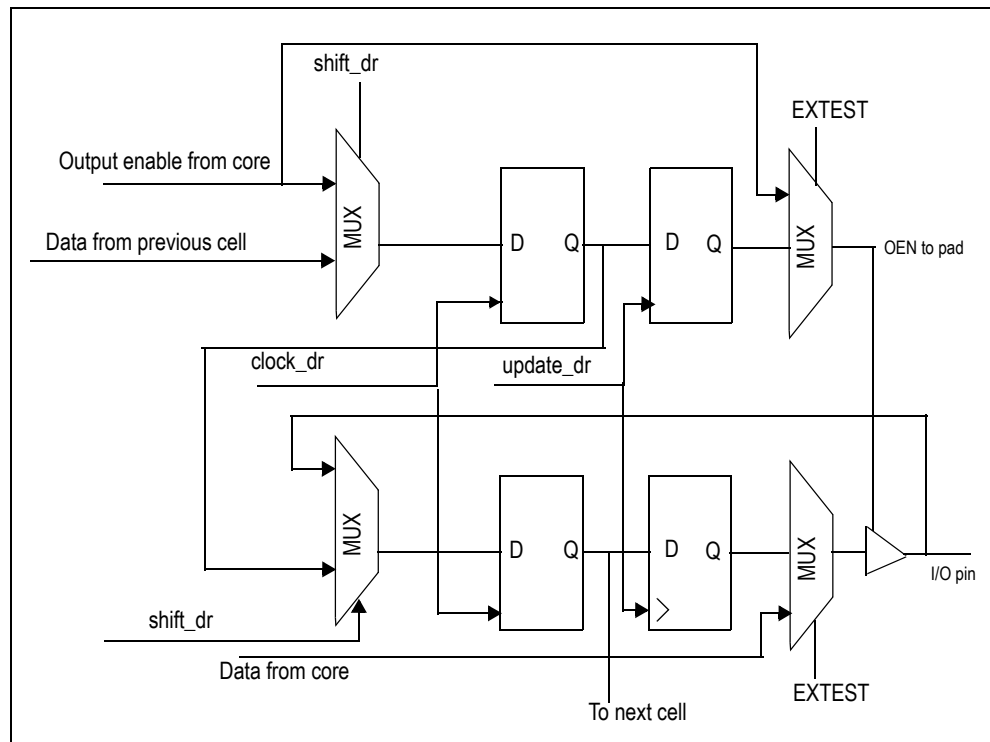 shift_dr
EXTEST
Output enable from core
MUX
D
Q
D
Q
MUX
Data from previous cell
OEN to pad
clock_dr
update_dr
MUX
D
Q
D
Q
MUX
I/O pin
shift_dr
Data from core
EXTEST
To next cell